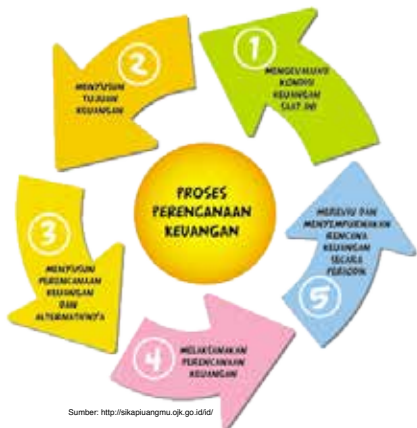 PROSES
PERENCANAAN
KEUANGAN
1
MENGEVALUASI
KONDISI
KEUANGAN
SAAT INI
2
MENYUSUN
TUJUAN
KEUANGAN
3
MENYUSUN
PERENCANAAN
KEUANGAN
DAN
ALTERNATIFNYA
4
MELAKSANAKAN
PERENCANAAN
KEUANGAN
MEREVIU DAN
MENYEMPURNAKAN
RENCANA
KEUANGAN
SECARA
PERIODIK
5
Sumber: http://sikapiuangmu.ojk.go.id/id/